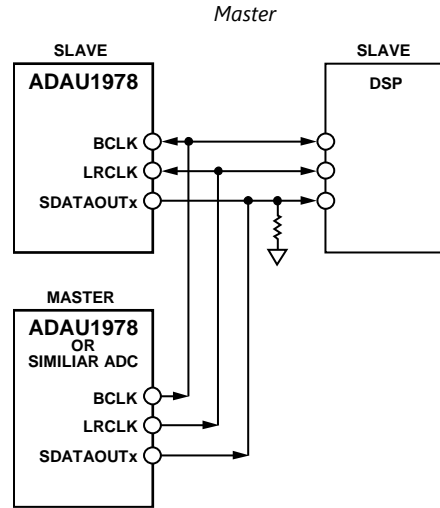 Master
SLAVE
ADAU1978
BCLK
LRCLK
SDATAOUTx
SLAVE
DSP
MASTER
ADAU1978
OR
SIMILIAR ADC
BCLK
LRCLK
SDATAOUTx